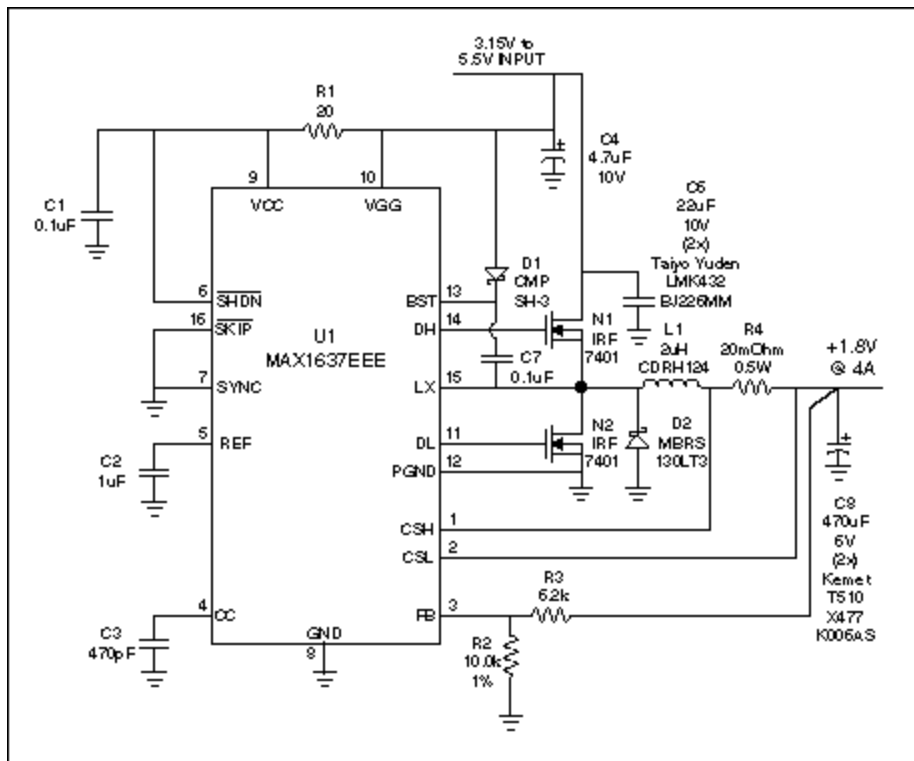 3.15V to
5.5V INPUT
R1
20
C4
4.7uF
10V
9
10
VCC
VGG
C1
0.1uF
C6
22uF
10V
(2x)
Taiyo Yuden
LMK432
BJ226MM
D1
CMP
SH-3
6
SHDN
BST
13
16
SKIP
DH
14
N1
IRF
7401
U1
MAX1637EEE
L1
2uH
CDRH124
R4
20mOhm
0.5W
+1.8V
@ 4A
C7
0.1uF
7
SYNC
LX
15
5
REF
DL
11
N2
IRF
7401
D2
MBRS
130LT3
C2
1uF
PGND
12
CSH
1
CSL
2
C8
470uF
6V
(2x)
Kemet
T510
X477
K006AS
R3
6.2k
4
CC
FB
3
C3
470pF
GND
8
R2
10.0k
1%